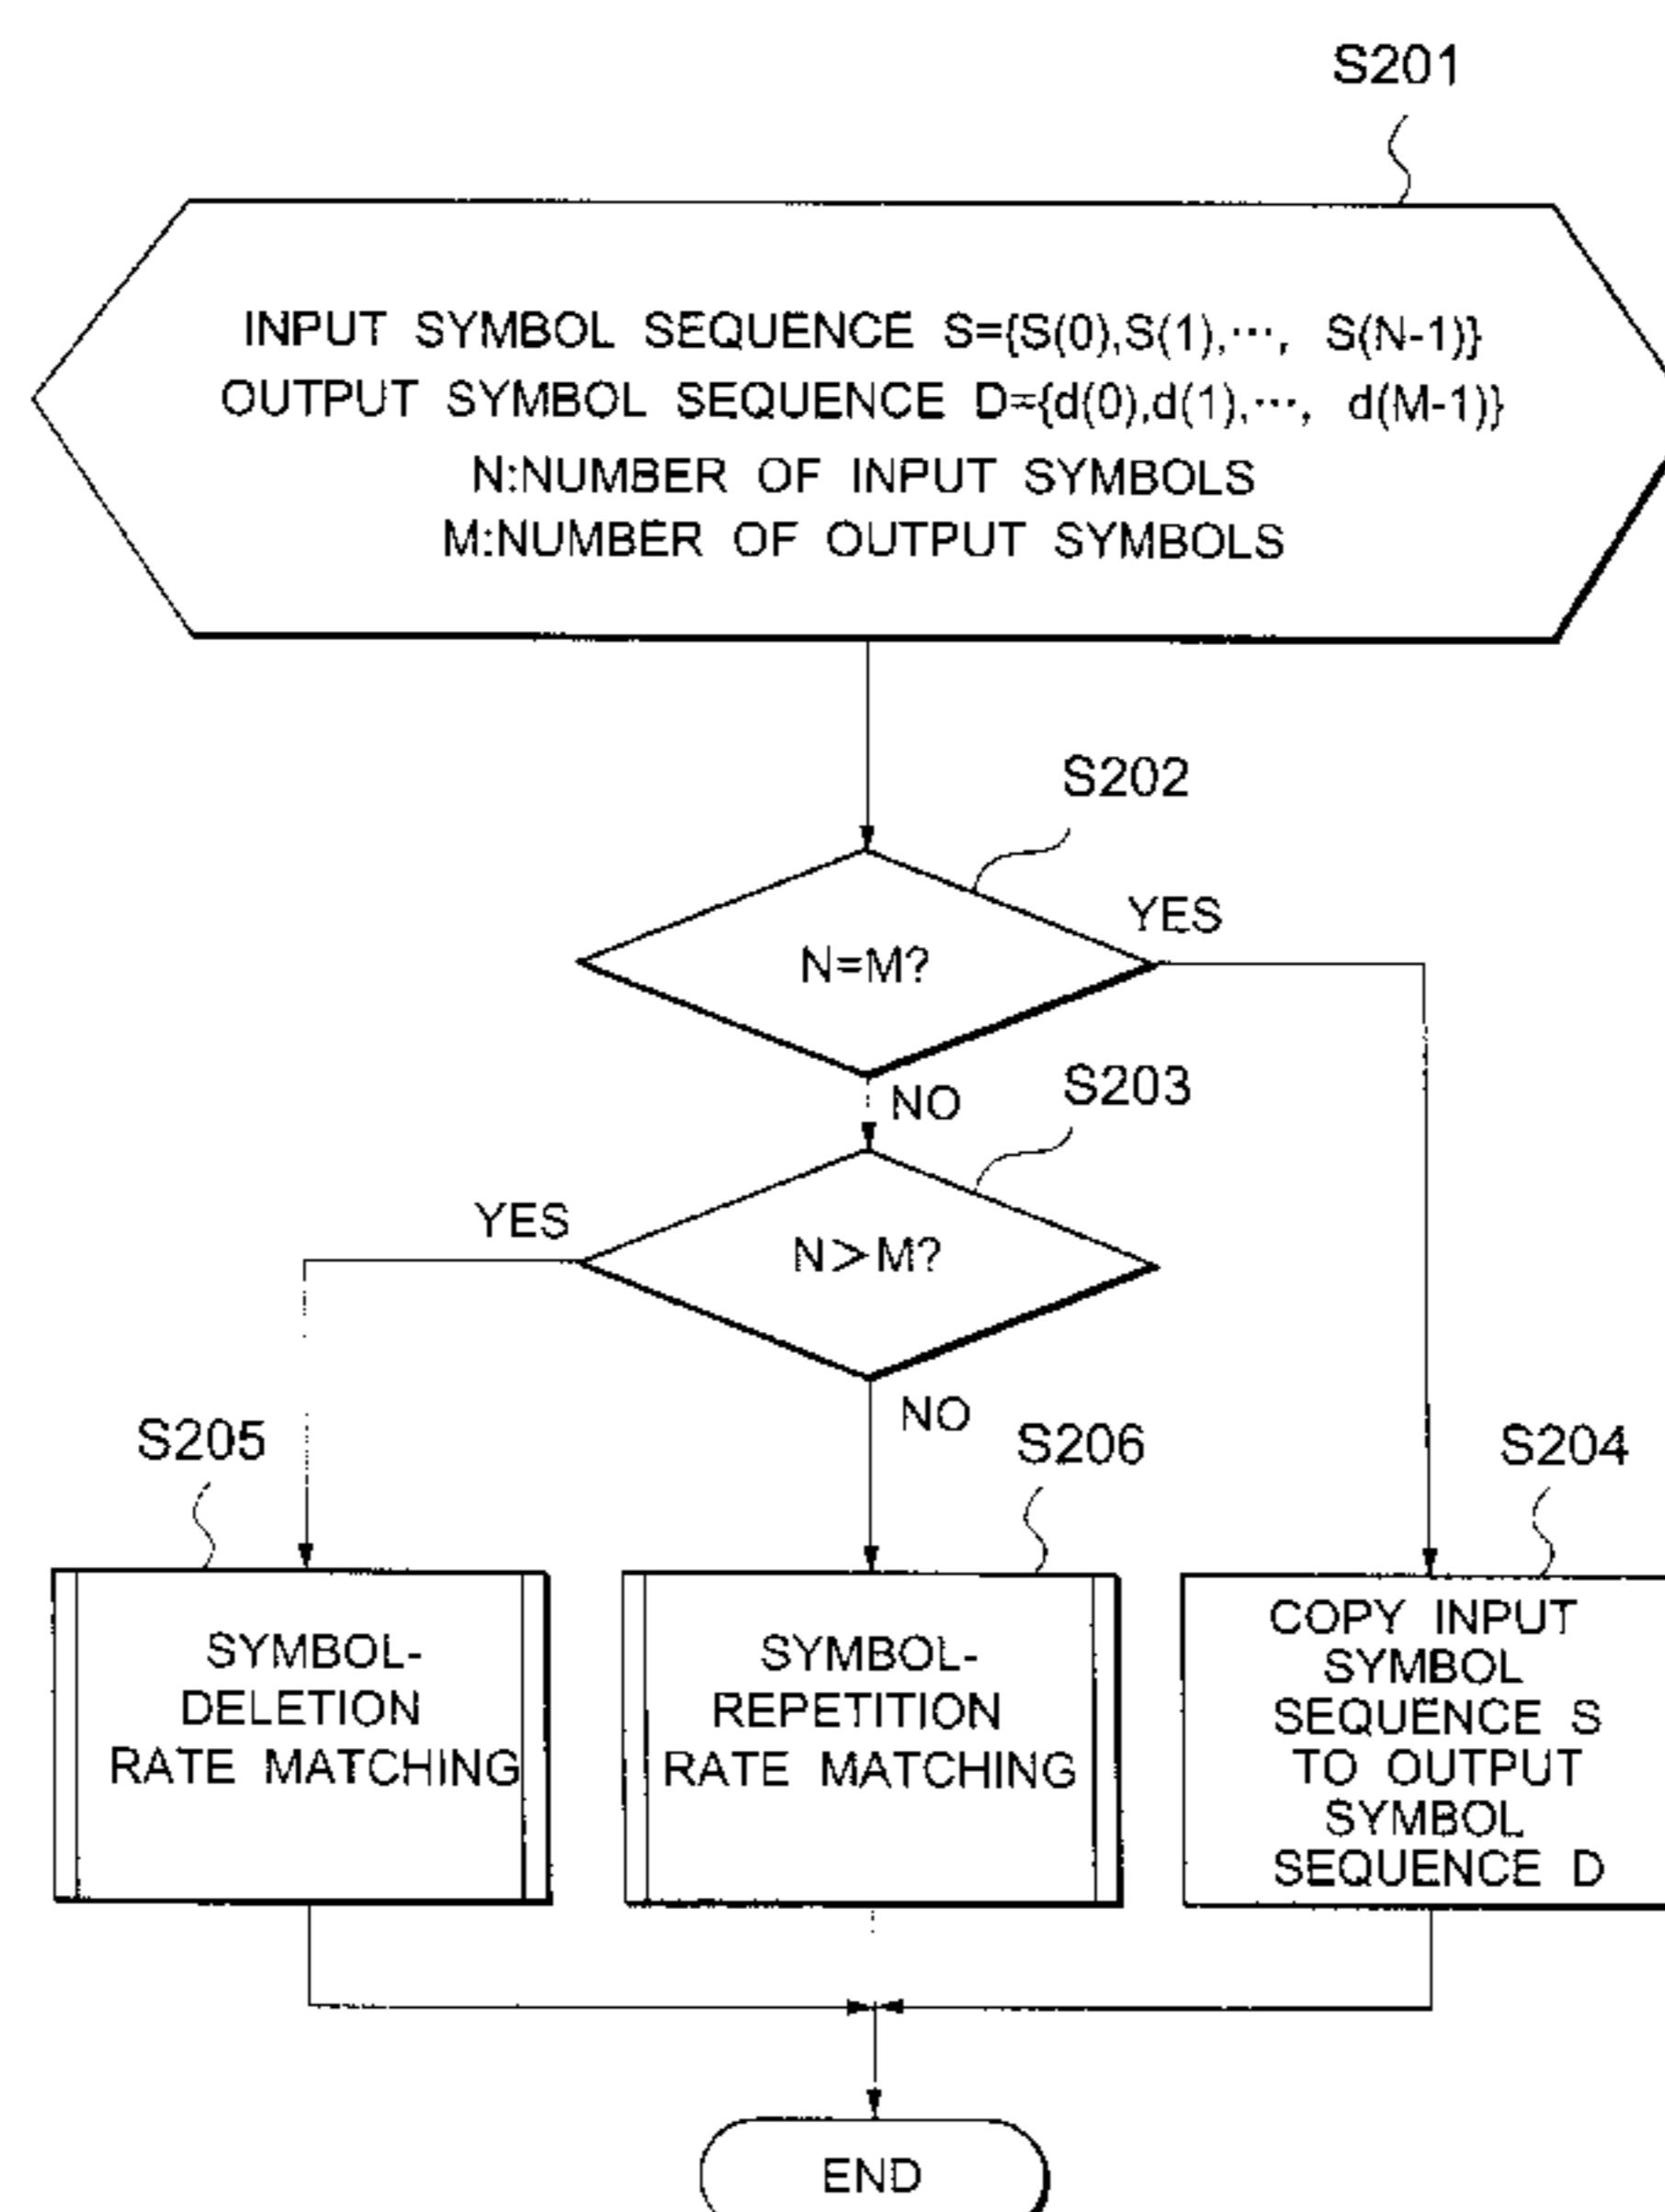 S201
INPUT SYMBOL SEQUENCE S={S(0),S(1),⋯, S(N-1)}
OUTPUT SYMBOL SEQUENCE D={d(0),d(1),⋯, d(M-1)}
N:NUMBER OF INPUT SYMBOLS
M:NUMBER OF OUTPUT SYMBOLS
S202
YES
N=M?
NO
S203
YES
N>M?
NO
S205
S206
S204
SYMBOL-
DELETION
RATE MATCHING
SYMBOL-
REPETITION
RATE MATCHING
COPY INPUT
SYMBOL
SEQUENCE S
TO OUTPUT
SYMBOL
SEQUENCE D
END